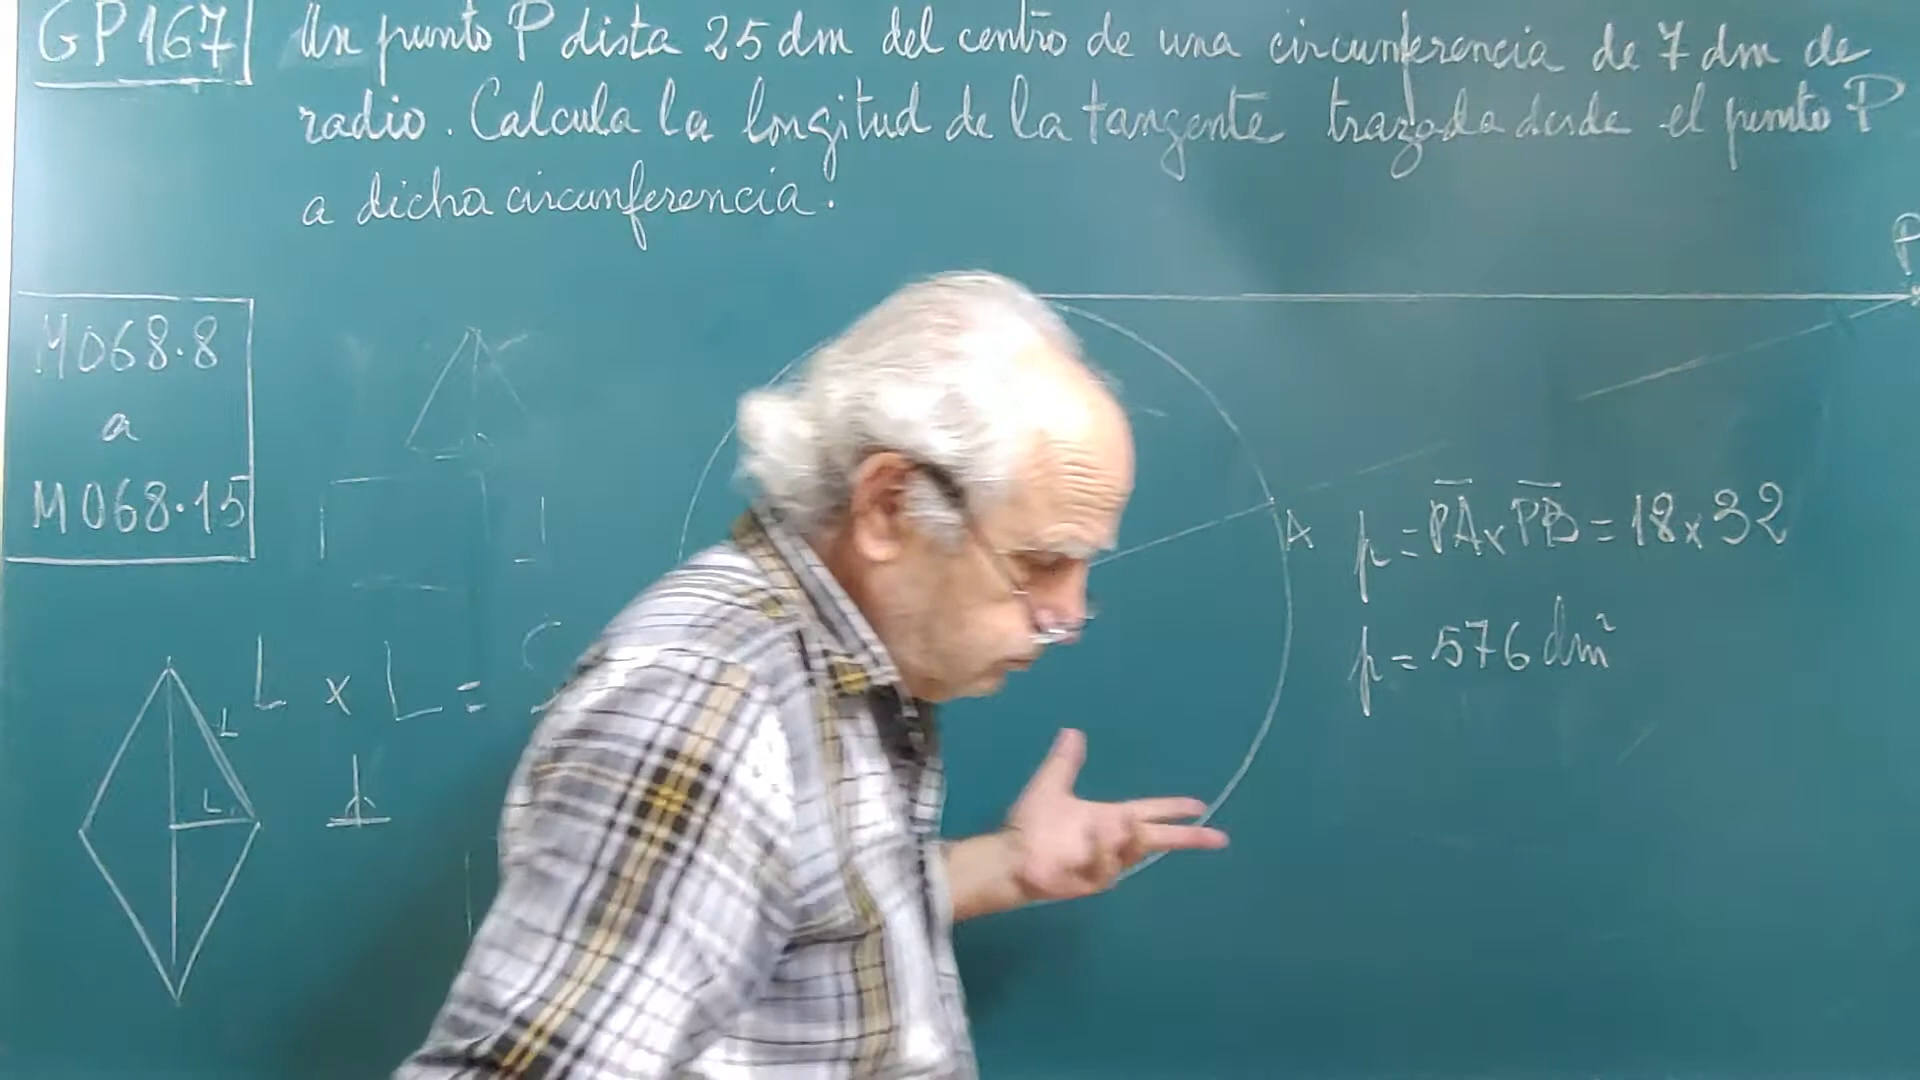 GP167
Un punto P dista 25 dm del centro de una circunferencia de 7 dm de
radio. Calcula la longitud de la tangente trazada desde el punto P
a dicha circunferencia.
P
M068.8
a
M068.15
A
p = PA x PB = 18 x 32
p = 576 dm²
L x L =
L
L